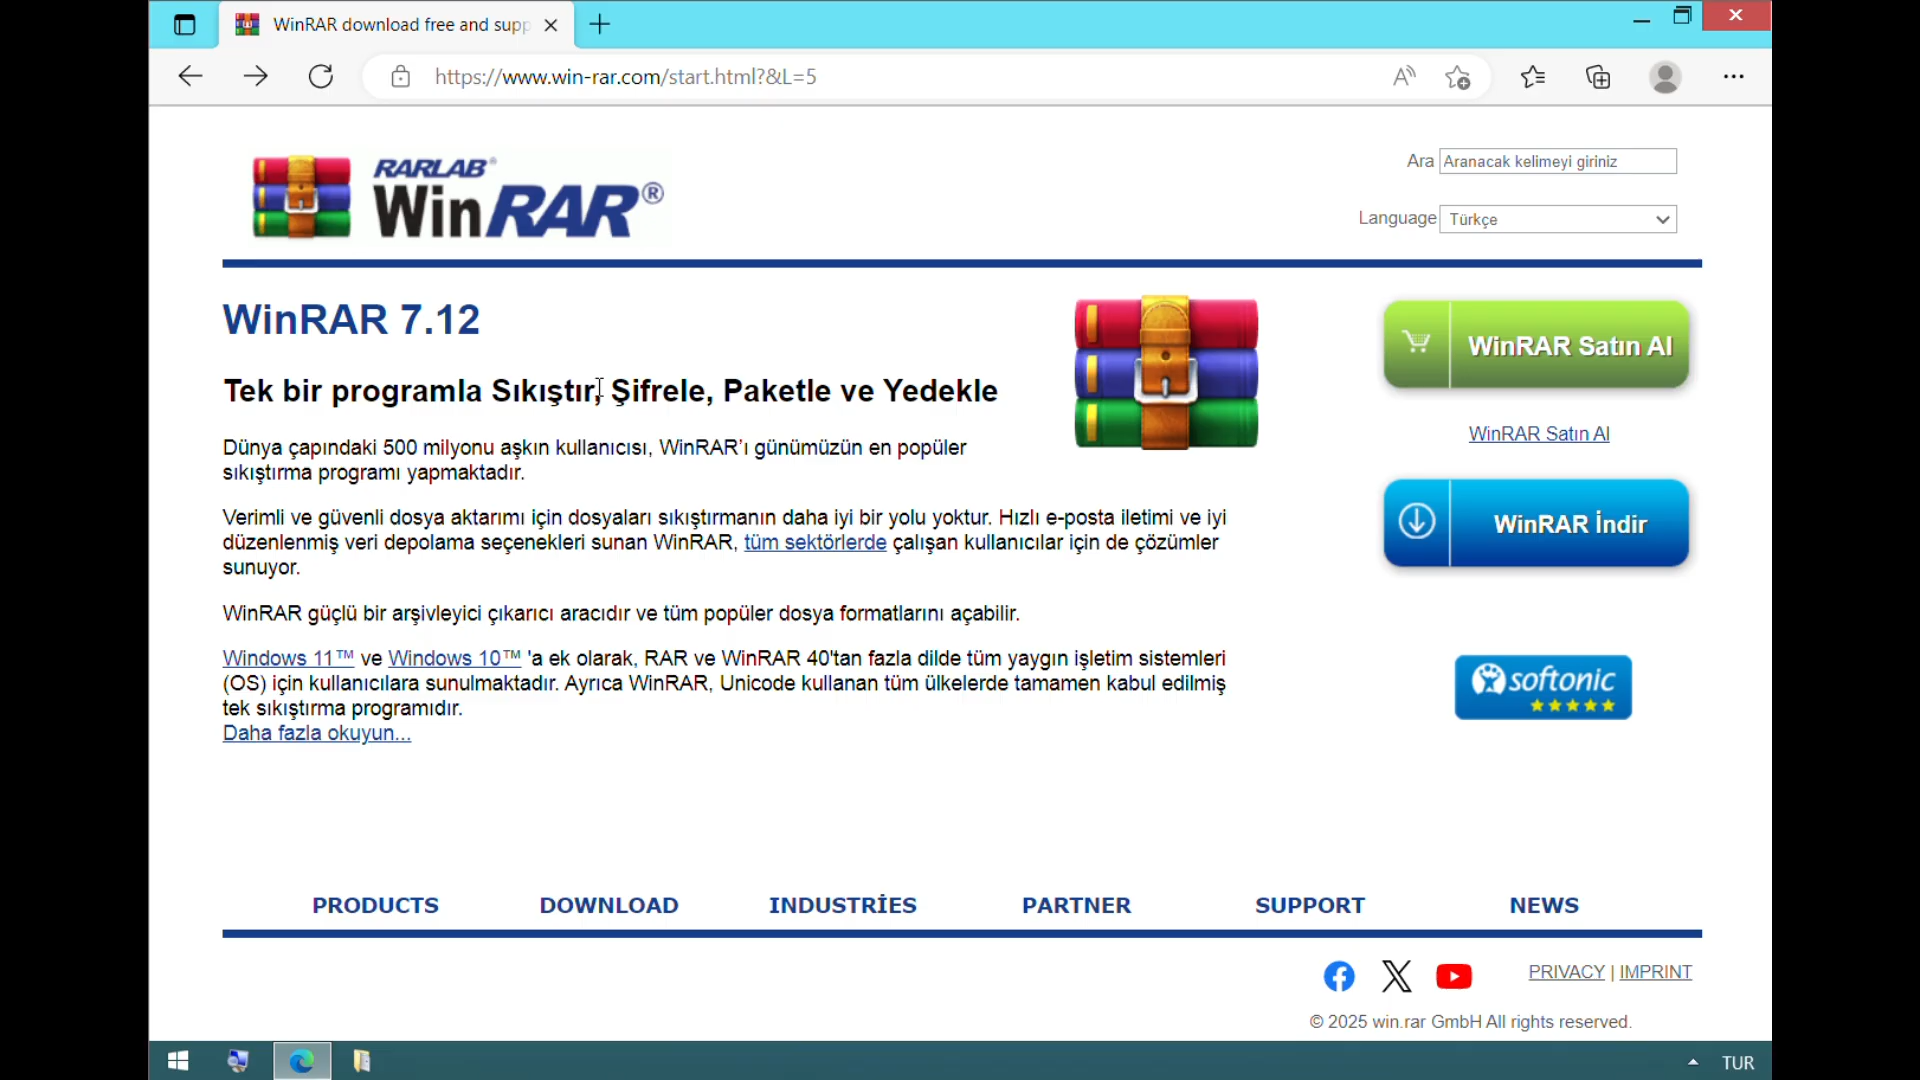 WinRAR download free and supp
https://www.win-rar.com/start.html?&L=5
RARLAB®
WinRAR®
Ara Aranacak kelimeyi giriniz
Language Türkçe
WinRAR 7.12
Tek bir programla Sıkıştır, Şifrele, Paketle ve Yedekle
Dünya çapındaki 500 milyonu aşkın kullanıcısı, WinRAR’ı günümüzün en popüler
sıkıştırma programı yapmaktadır.
Verimli ve güvenli dosya aktarımı için dosyaları sıkıştırmanın daha iyi bir yolu yoktur. Hızlı e-posta iletimi ve iyi
düzenlenmiş veri depolama seçenekleri sunan WinRAR, tüm sektörlerde çalışan kullanıcılar için de çözümler
sunuyor.
WinRAR güçlü bir arşivleyici çıkarıcı aracıdır ve tüm popüler dosya formatlarını açabilir.
Windows 11™ ve Windows 10™ 'a ek olarak, RAR ve WinRAR 40'tan fazla dilde tüm yaygın işletim sistemleri
(OS) için kullanıcılara sunulmaktadır. Ayrıca WinRAR, Unicode kullanan tüm ülkelerde tamamen kabul edilmiş
tek sıkıştırma programıdır.
Daha fazla okuyun...
WinRAR Satın Al
WinRAR Satın Al
WinRAR İndir
softonic
PRODUCTS DOWNLOAD INDUSTRİES PARTNER SUPPORT NEWS
PRIVACY | IMPRINT
© 2025 win.rar GmbH All rights reserved.
TUR